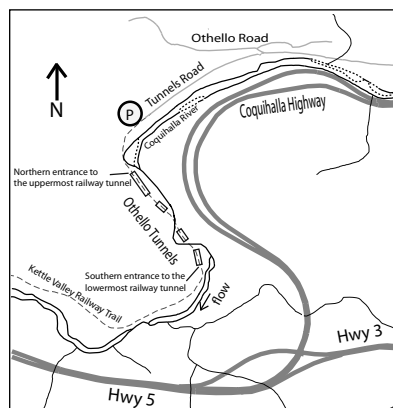 Othello Road
Tunnels Road
N
P
Coquihalla River
Coquihalla Highway
Northern entrance to
the uppermost railway tunnel
Othello Tunnels
Southern entrance to the
lowermost railway tunnel
Kettle Valley Railway Trail
flow
Hwy 3
Hwy 5